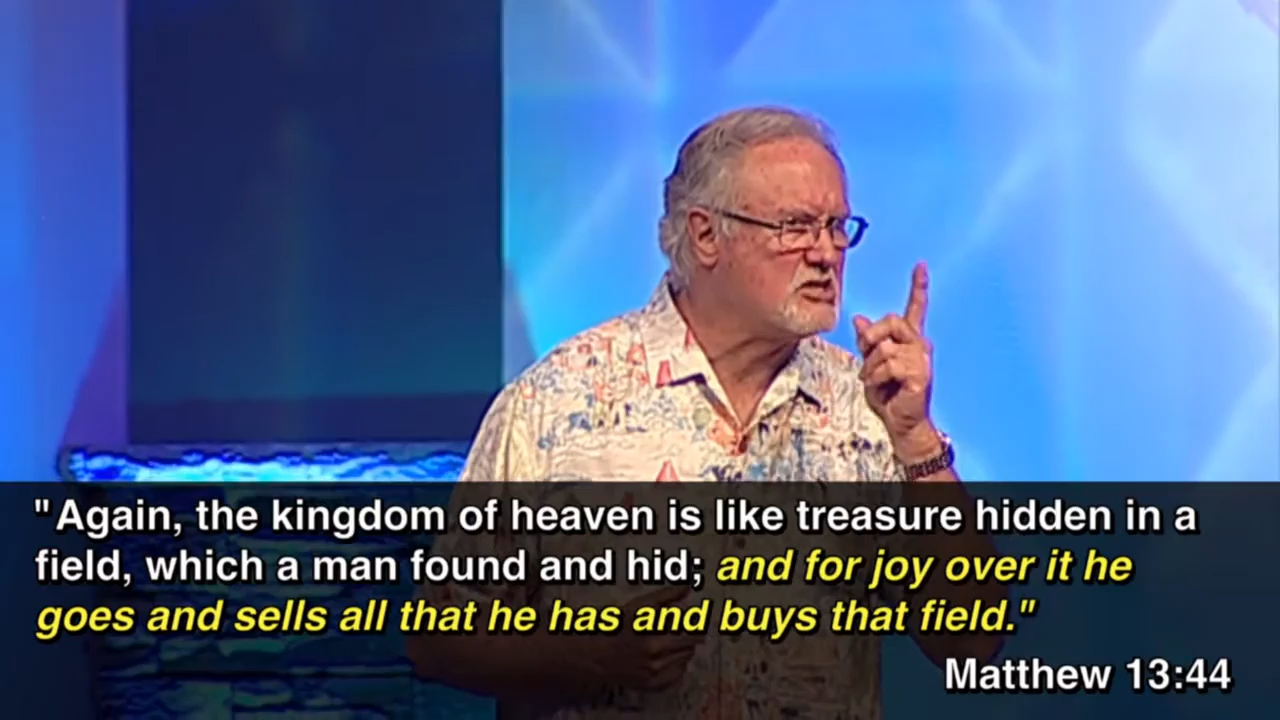 "Again, the kingdom of heaven is like treasure hidden in a
field, which a man found and hid; and for joy over it he
goes and sells all that he has and buys that field."
Matthew 13:44